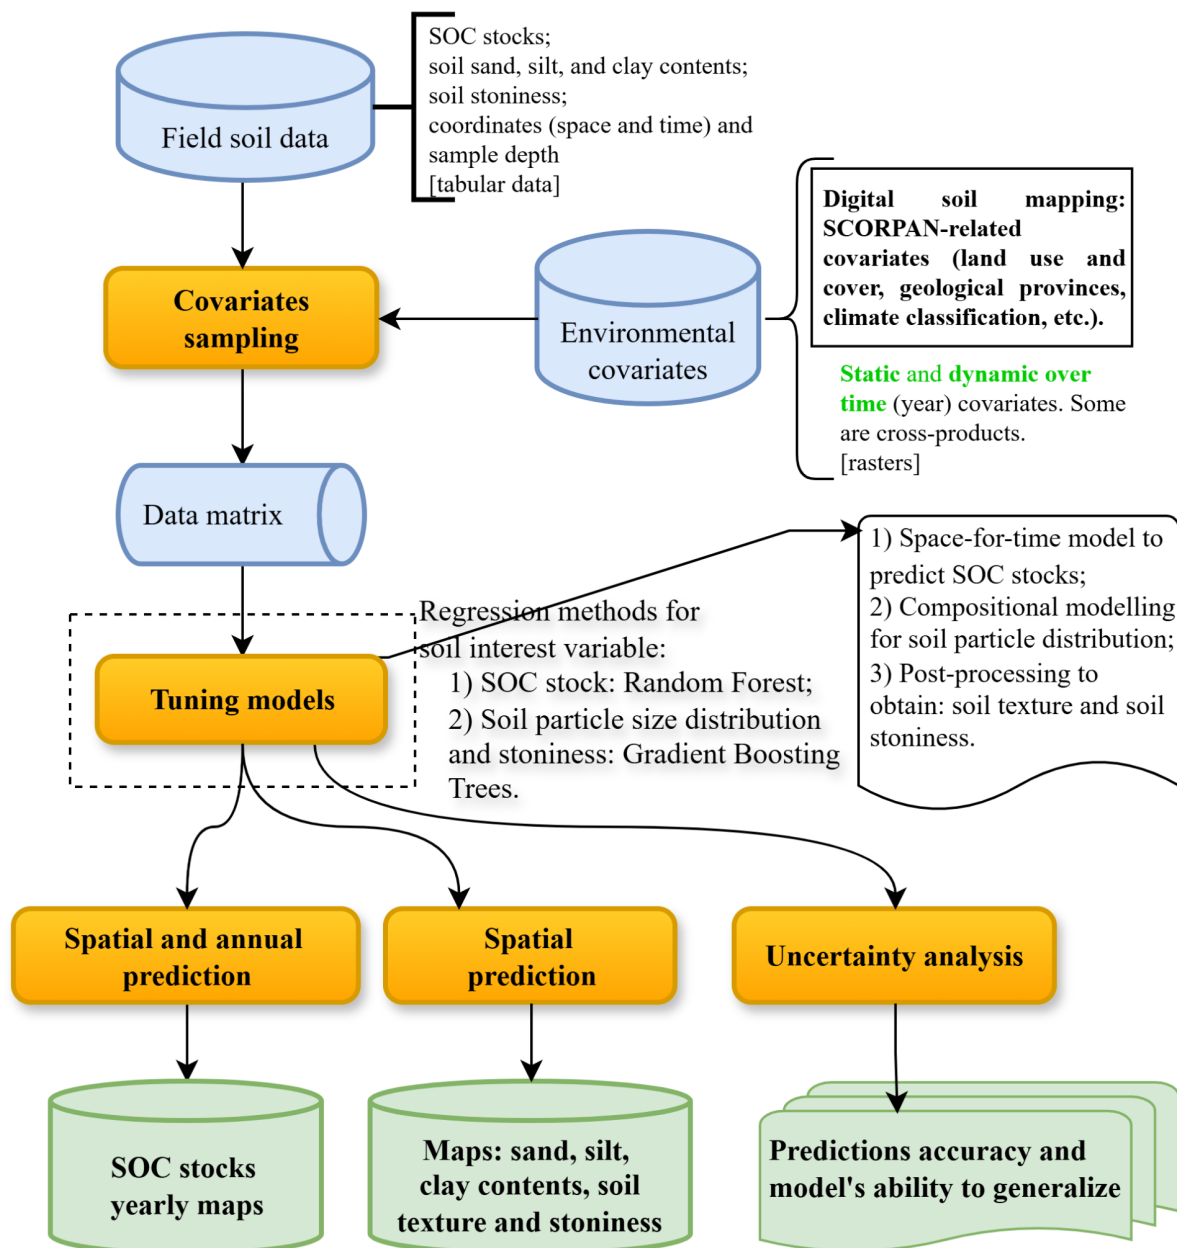 SOC stocks;
soil sand, silt, and clay contents;
soil stoniness;
coordinates (space and time) and
sample depth
[tabular data]
Field soil data
Digital soil mapping:
SCORPAN-related
covariates (land use and
cover, geological provinces,
climate classification, etc.).
Covariates
sampling
Environmental
covariates
Static and dynamic over
time (year) covariates. Some
are cross-products.
[rasters]
Data matrix
1) Space-for-time model to
predict SOC stocks;
2) Compositional modelling
for soil particle distribution;
3) Post-processing to
obtain: soil texture and soil
stoniness.
Regression methods for
soil interest variable:
1) SOC stock: Random Forest;
2) Soil particle size distribution
and stoniness: Gradient Boosting
Trees.
Tuning models
Spatial and annual
prediction
Spatial
prediction
Uncertainty analysis
SOC stocks
yearly maps
Maps: sand, silt,
clay contents, soil
texture and stoniness
Predictions accuracy and
model's ability to generalize